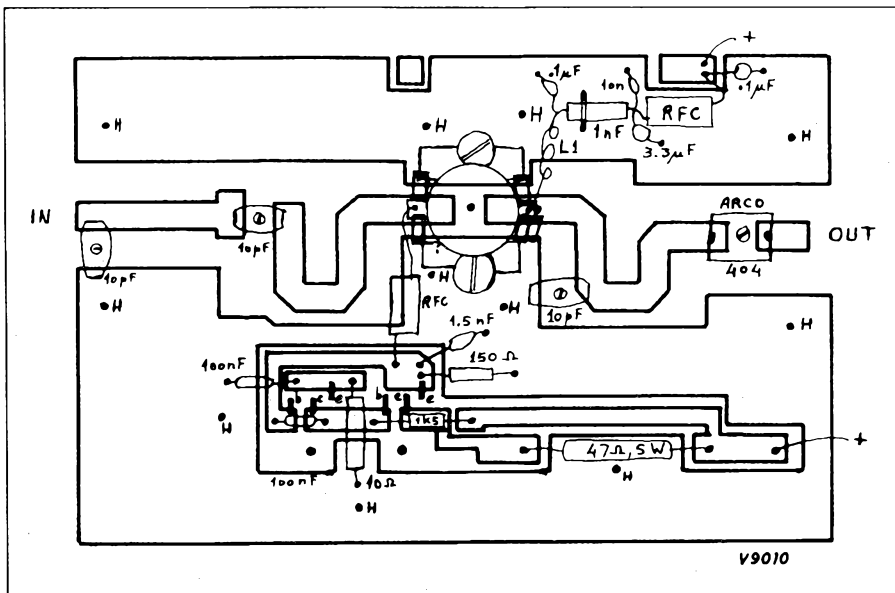 +
.1µF
10n
.1µF
RFC
H
H
H
1nF
H
L1
3.3µF
IN
ARCO
10pF
OUT
404
10pF
H
RFC
H
H
10pF
H
1.5nF
100nF
150Ω
b
c
e
b
c
e
H
1k5
47Ω, 5W
+
100nF
10Ω
H
H
V9010